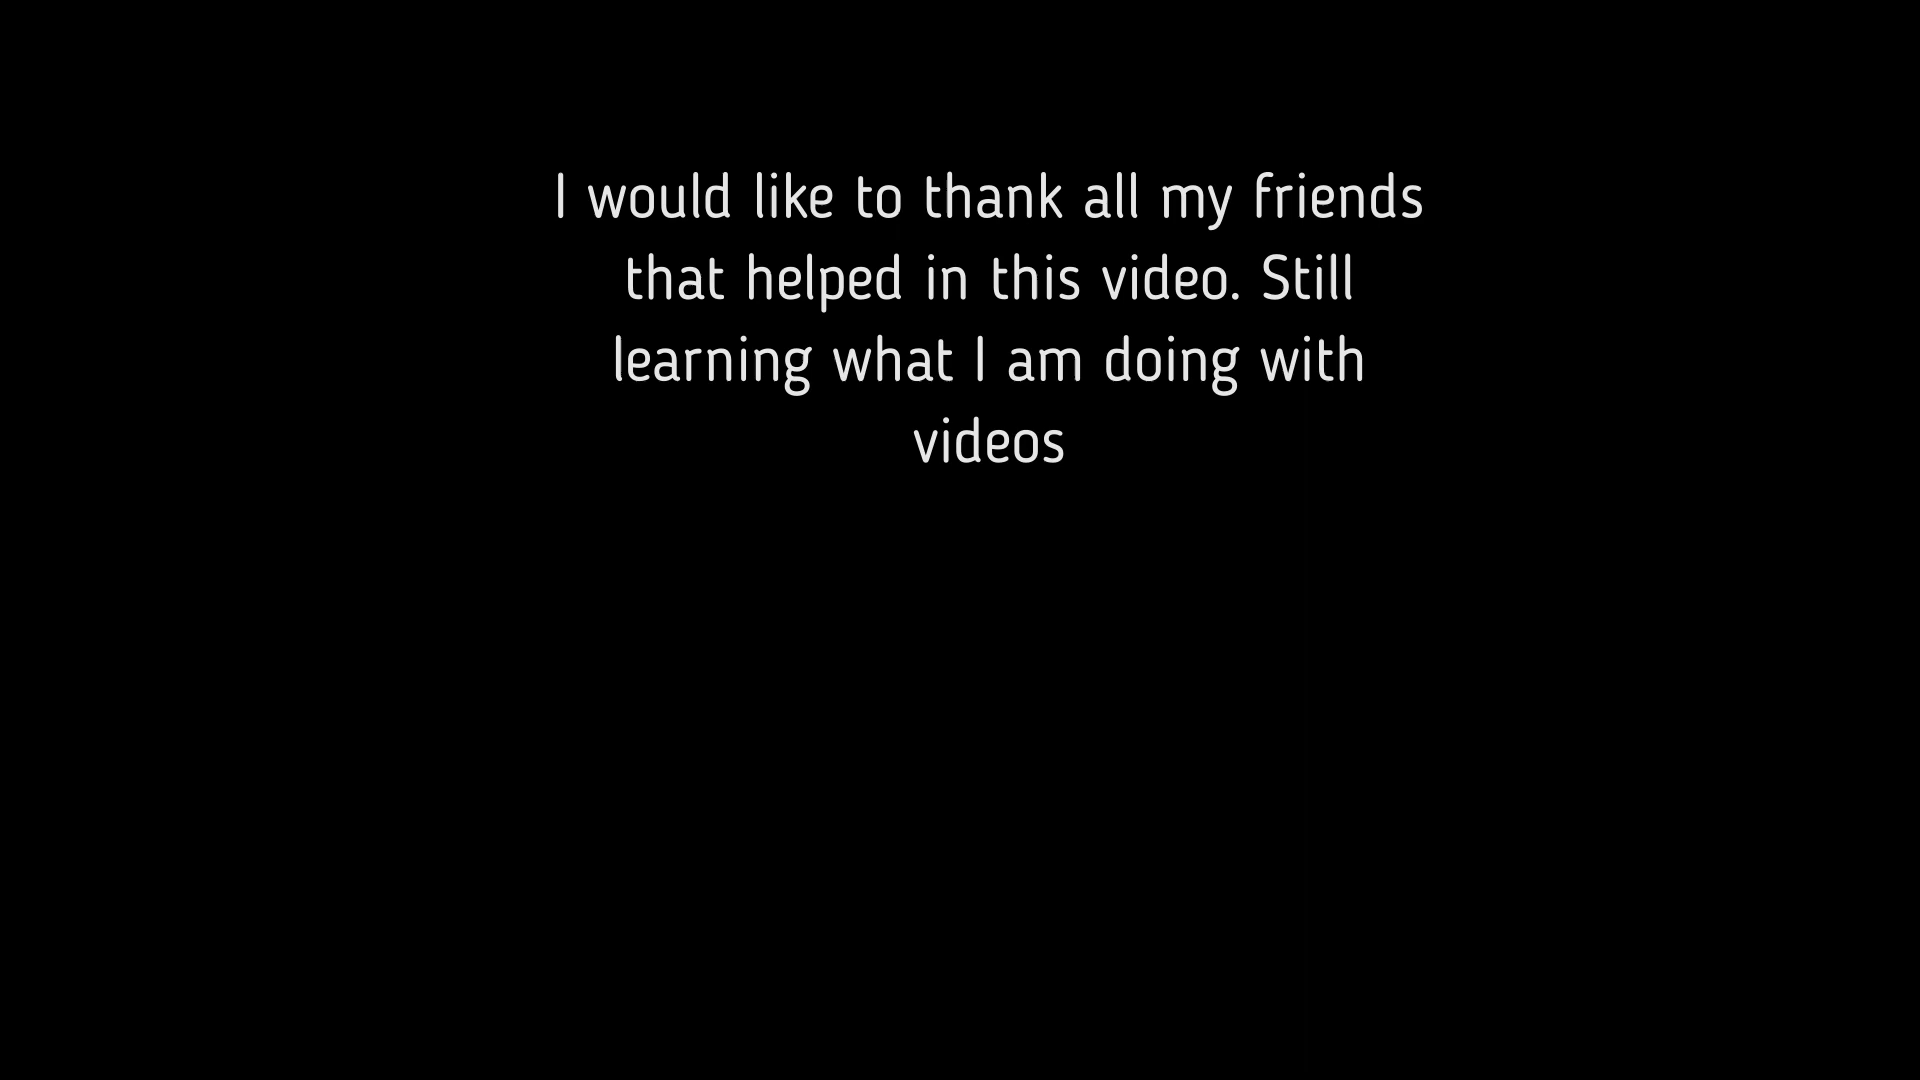 I would like to thank all my friends
that helped in this video. Still
learning what I am doing with
videos